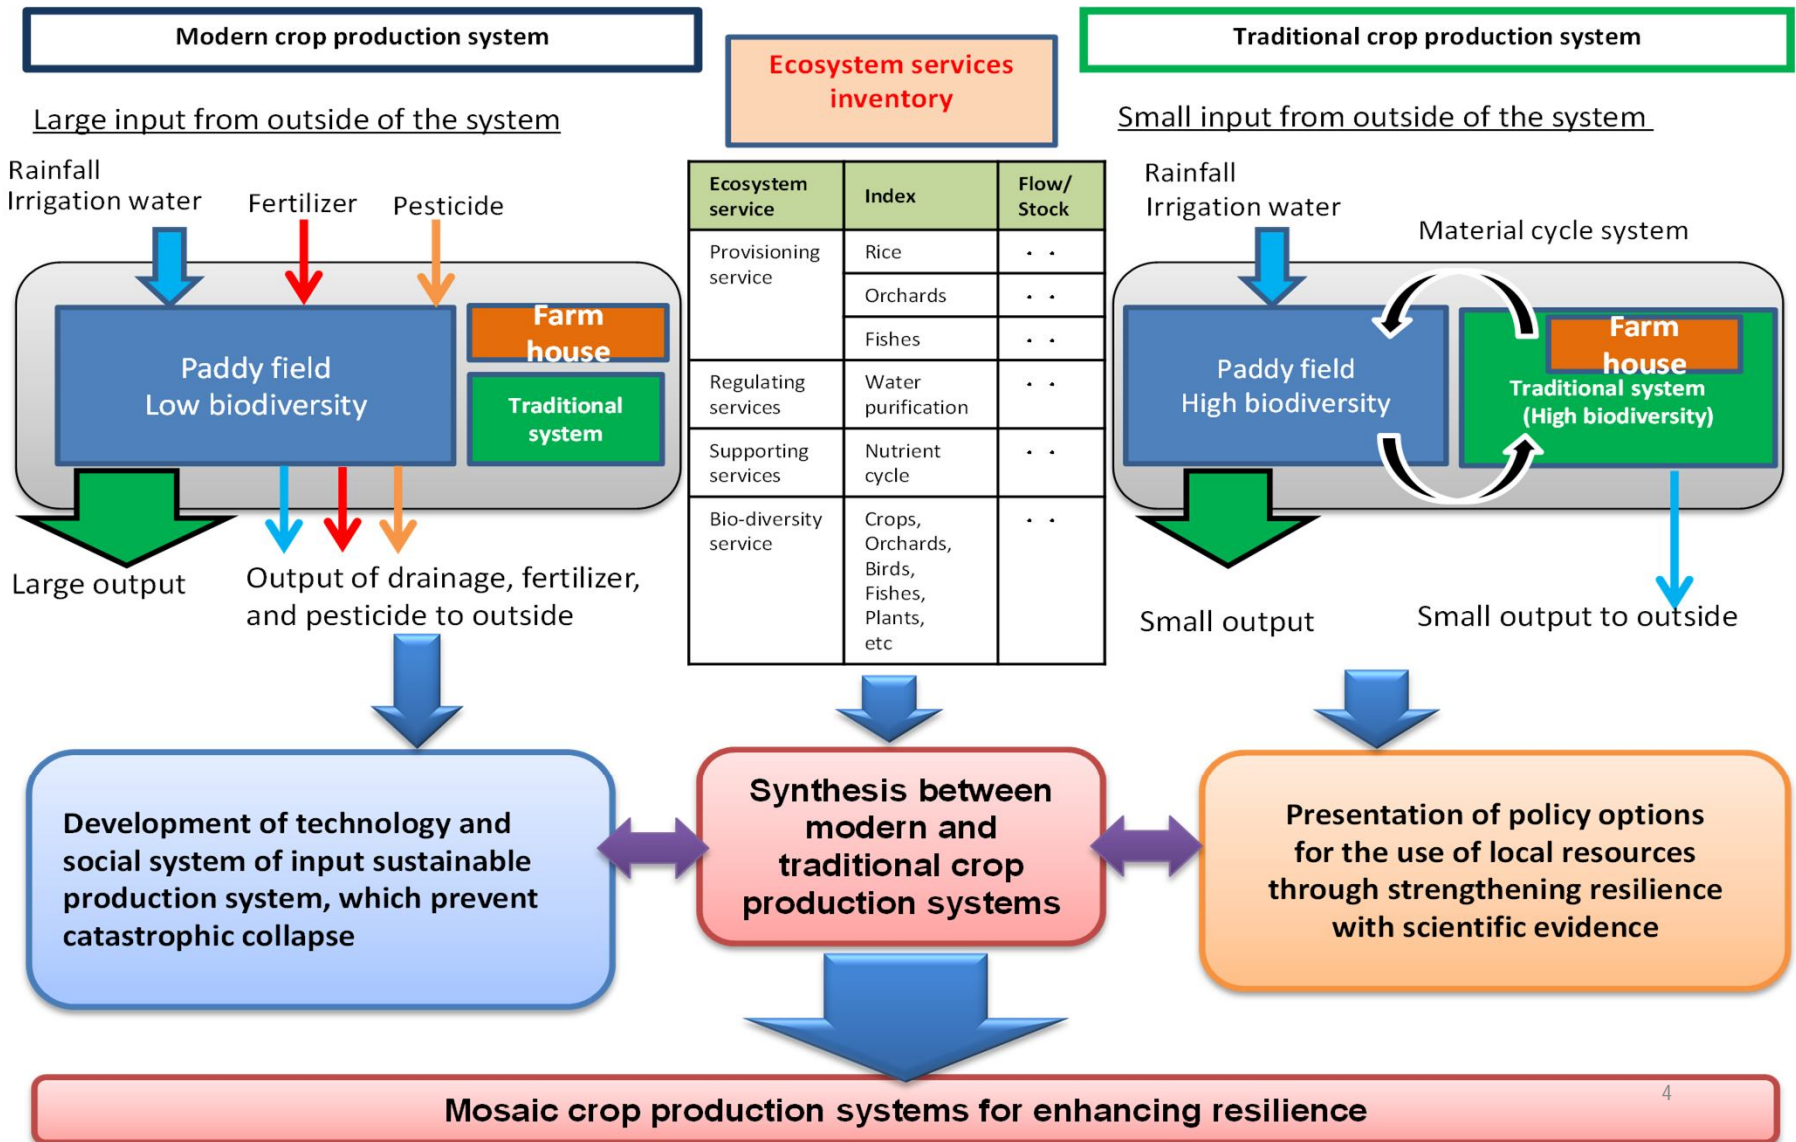 Modern crop production system
Large input from outside of the system
Rainfall
Irrigation water
Fertilizer
Pesticide
Paddy field
Low biodiversity
Farm
house
Traditional
system
Large output
Output of drainage, fertilizer,
and pesticide to outside
Ecosystem services
inventory
Ecosystem
service
Index
Flow/
Stock
Provisioning
service
Rice
· ·
Orchards
· ·
Fishes
· ·
Regulating
services
Water
purification
· ·
Supporting
services
Nutrient
cycle
· ·
Bio-diversity
service
Crops,
Orchards,
Birds,
Fishes,
Plants,
etc
· ·
Traditional crop production system
Small input from outside of the system
Rainfall
Irrigation water
Material cycle system
Paddy field
High biodiversity
Farm
house
Traditional system
(High biodiversity)
Small output
Small output to outside
Development of technology and
social system of input sustainable
production system, which prevent
catastrophic collapse
Synthesis between
modern and
traditional crop
production systems
Presentation of policy options
for the use of local resources
through strengthening resilience
with scientific evidence
Mosaic crop production systems for enhancing resilience
4